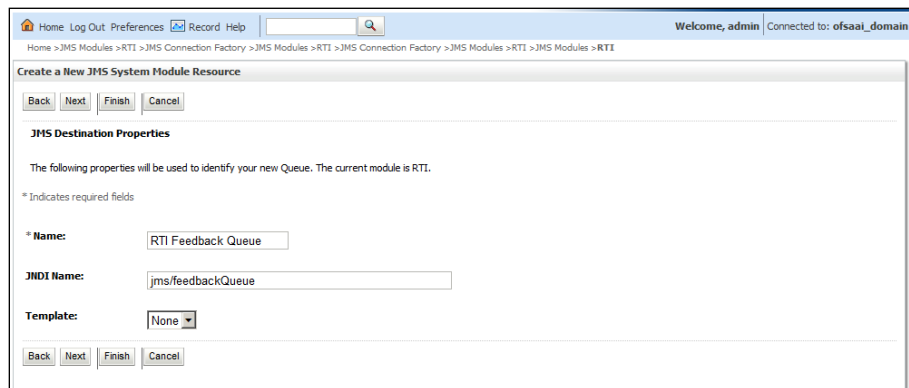 Home Log Out Preferences Record Help
Welcome, admin Connected to: ofsaai_domain
Home >JMS Modules >RTI >JMS Connection Factory >JMS Modules >RTI >JMS Connection Factory >JMS Modules >RTI >JMS Modules >RTI
Create a New JMS System Module Resource
Back Next Finish Cancel
JMS Destination Properties
The following properties will be used to identify your new Queue. The current module is RTI.
* Indicates required fields
* Name: RTI Feedback Queue
JNDI Name: jms/feedbackQueue
Template: None
Back Next Finish Cancel